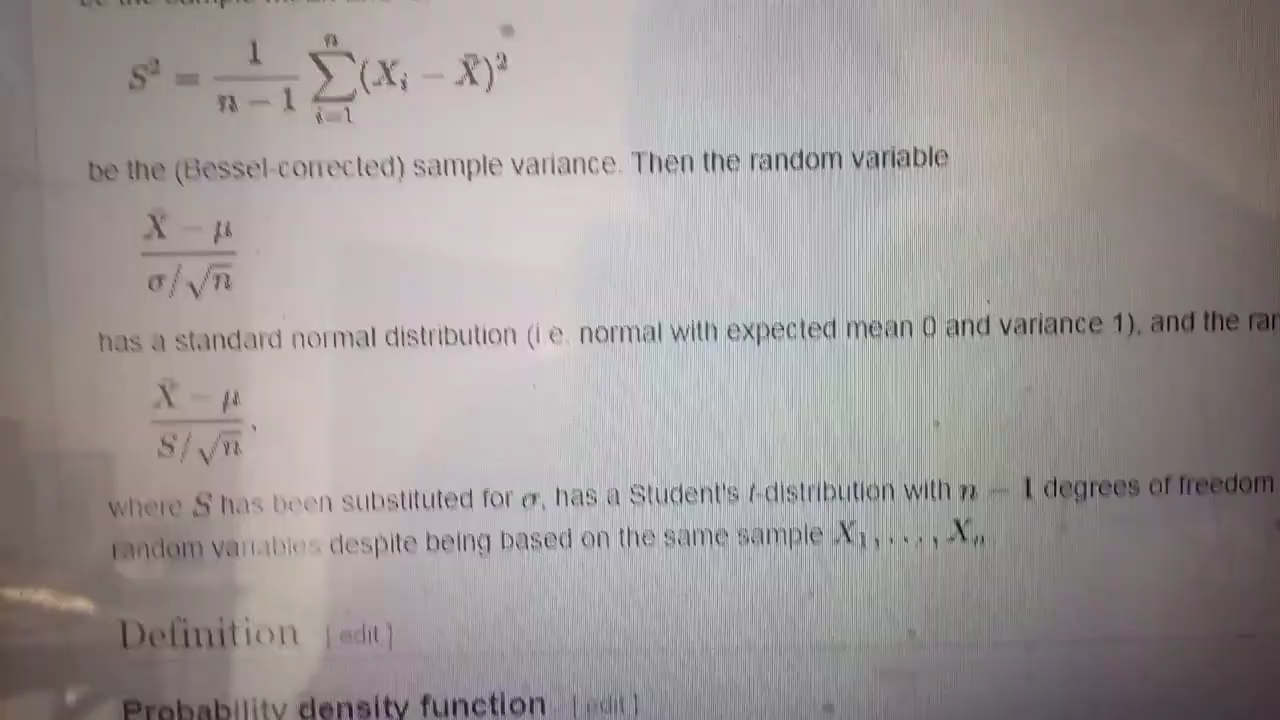 S² = 1/(n − 1) ∑ⁿᵢ₌₁ (Xᵢ − X̄)²
be the (Bessel-corrected) sample variance. Then the random variable
(X̄ − μ) / (σ/√n)
has a standard normal distribution (i.e. normal with expected mean 0 and variance 1), and the
(X̄ − μ) / (S/√n),
where S has been substituted for σ, has a Student's t-distribution with n − 1 degrees of freedom
random variables despite being based on the same sample X₁, . . . , Xₙ
Definition [edit]
Probability density function [edit]